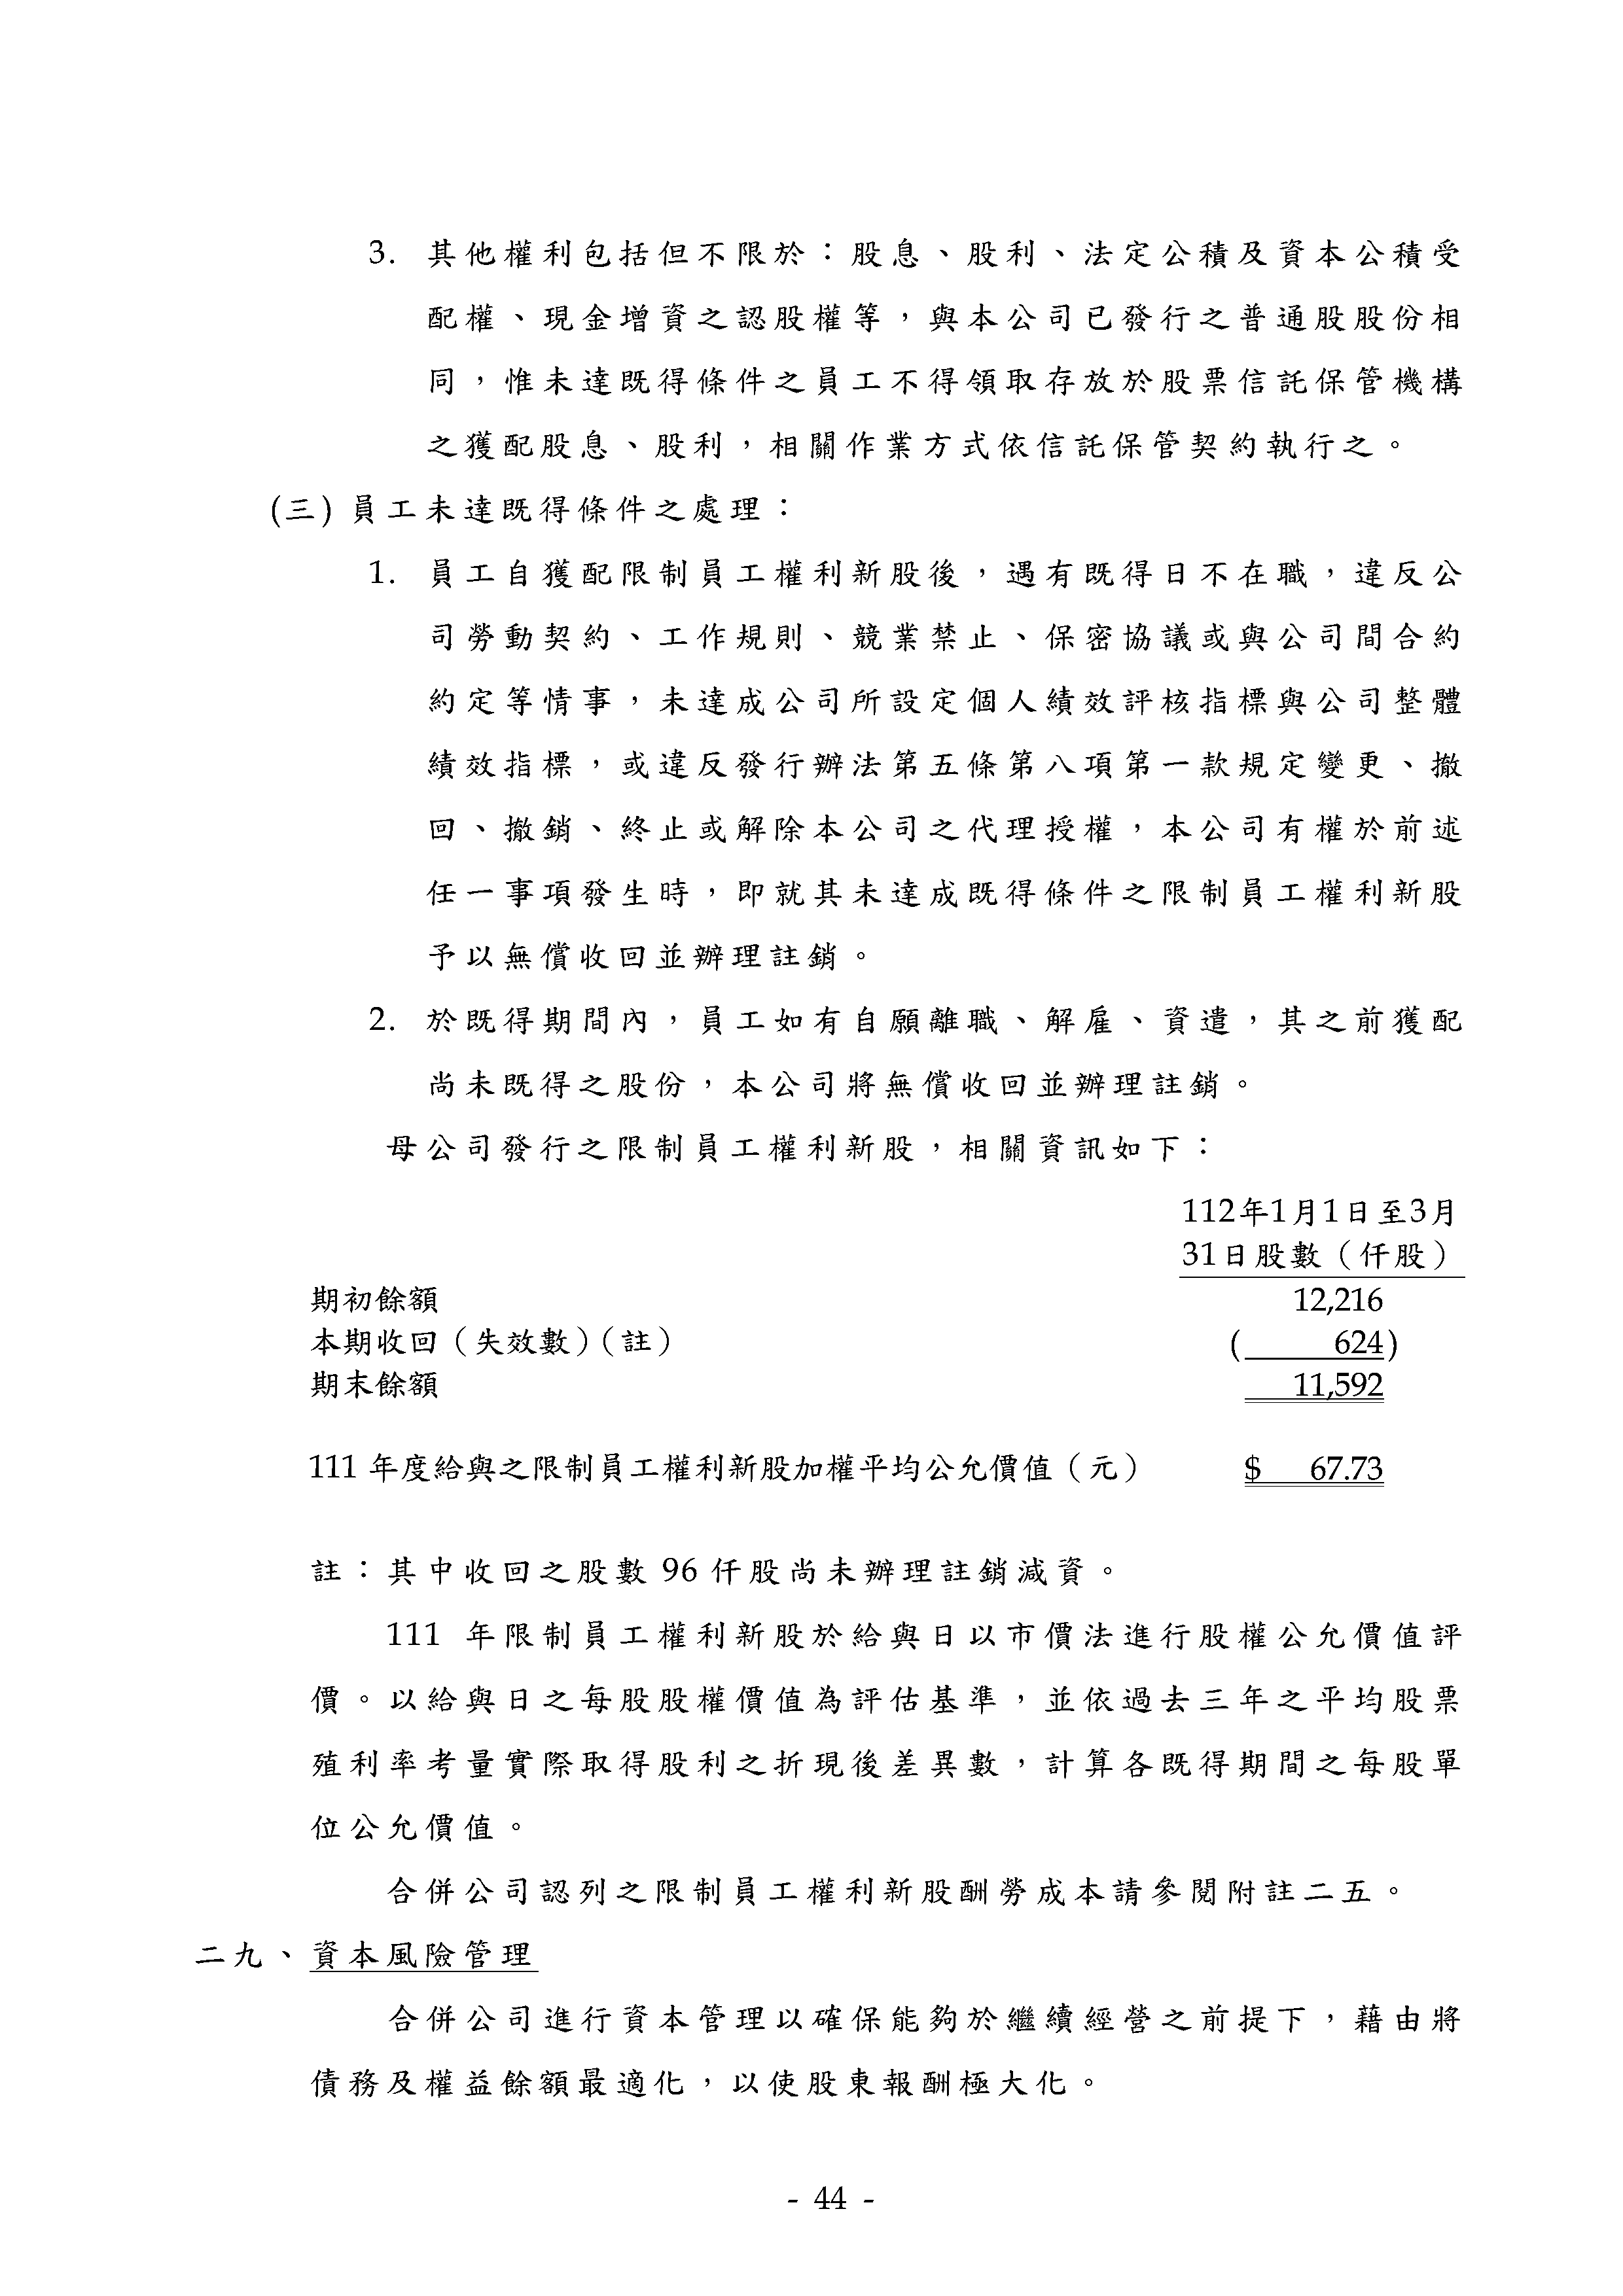 3. 其他權利包括但不限於：股息、股利、法定公積及資本公積受
配權、現金增資之認股權等，與本公司已發行之普通股股份相
同，惟未達既得條件之員工不得領取存放於股票信託保管機構
之獲配股息、股利，相關作業方式依信託保管契約執行之。
(三) 員工未達既得條件之處理：
1. 員工自獲配限制員工權利新股後，遇有既得日不在職，違反公
司勞動契約、工作規則、競業禁止、保密協議或與公司間合約
約定等情事，未達成公司所設定個人績效評核指標與公司整體
績效指標，或違反發行辦法第五條第八項第一款規定變更、撤
回、撤銷、終止或解除本公司之代理授權，本公司有權於前述
任一事項發生時，即就其未達成既得條件之限制員工權利新股
予以無償收回並辦理註銷。
2. 於既得期間內，員工如有自願離職、解雇、資遣，其之前獲配
尚未既得之股份，本公司將無償收回並辦理註銷。
母公司發行之限制員工權利新股，相關資訊如下：
112年1月1日至3月
31日股數（仟股）
期初餘額 12,216
本期收回（失效數）（註） ( 624)
期末餘額 11,592
111 年度給與之限制員工權利新股加權平均公允價值（元） $ 67.73
註：其中收回之股數 96 仟股尚未辦理註銷減資。
111 年限制員工權利新股於給與日以市價法進行股權公允價值評
價。以給與日之每股股權價值為評估基準，並依過去三年之平均股票
殖利率考量實際取得股利之折現後差異數，計算各既得期間之每股單
位公允價值。
合併公司認列之限制員工權利新股酬勞成本請參閱附註二五。
二九、資本風險管理
合併公司進行資本管理以確保能夠於繼續經營之前提下，藉由將
債務及權益餘額最適化，以使股東報酬極大化。
- 44 -